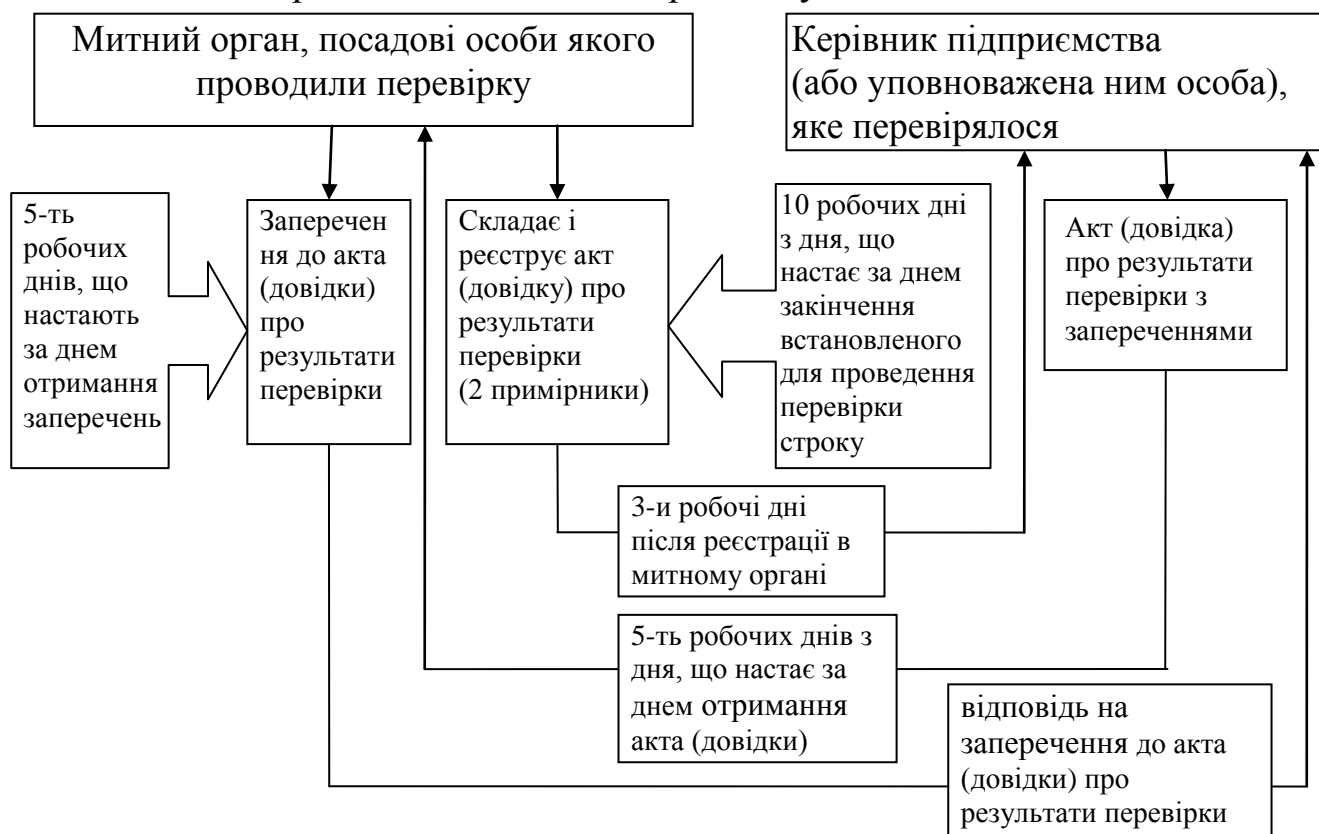 Митний орган, посадові особи якого
проводили перевірку
Керівник підприємства
(або уповноважена ним особа),
яке перевірялося
5-ть
робочих
днів, що
настають
за днем
отримання
заперечень
Заперечен
ня до акта
(довідки)
про
результати
перевірки
Складає і
реєструє акт
(довідку) про
результати
перевірки
(2 примірники)
10 робочих дні
з дня, що
настає за днем
закінчення
встановленого
для проведення
перевірки
строку
Акт (довідка)
про результати
перевірки з
запереченнями
3-и робочі дні
після реєстрації в
митному органі
5-ть робочих днів з
дня, що настає за
днем отримання
акта (довідки)
відповідь на
заперечення до акта
(довідки) про
результати перевірки